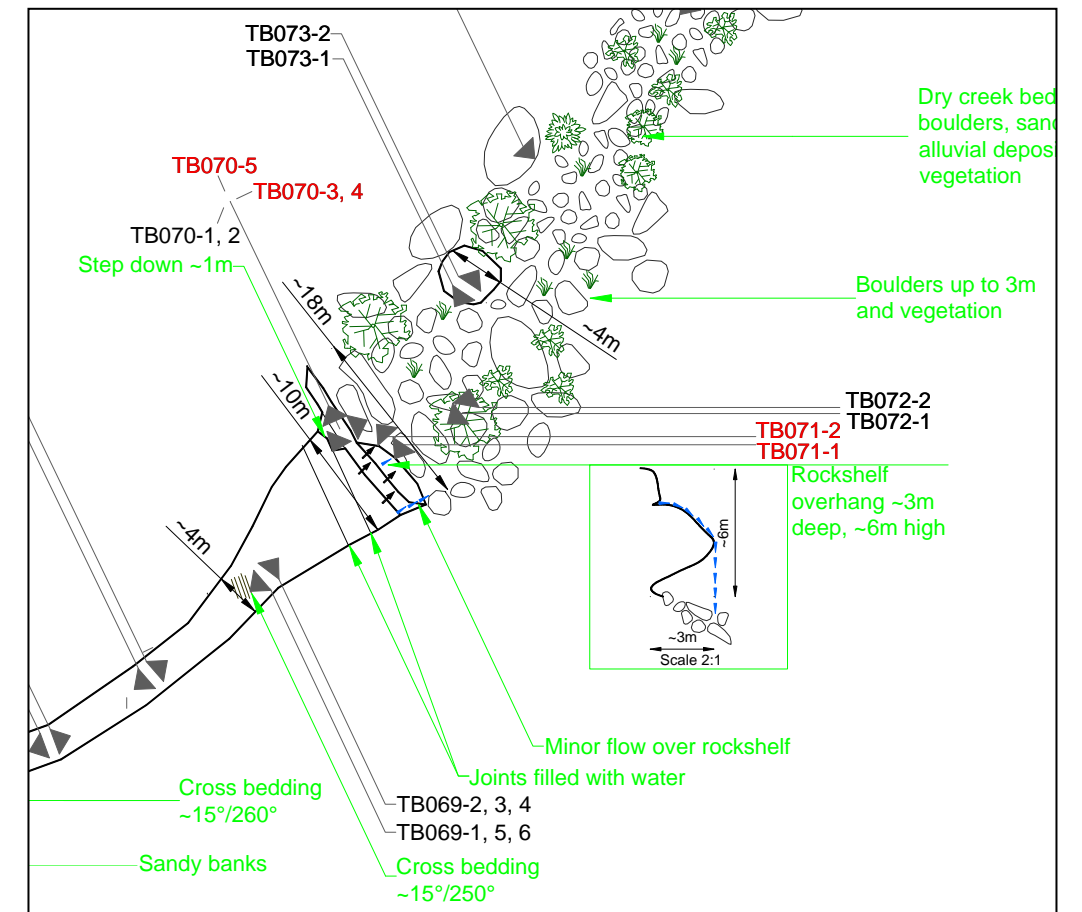 TB073-2
TB073-1
Dry creek bed
boulders, sand
alluvial depos
vegetation
TB070-5
TB070-3, 4
TB070-1, 2
Step down ~1m
~18m
Boulders up to 3m
and vegetation
~4m
~10m
TB072-2
TB072-1
TB071-2
TB071-1
Rockshelf
overhang ~3m
deep, ~6m high
~6m
~3m
Scale 2:1
~4m
Minor flow over rockshelf
Joints filled with water
Cross bedding
~15°/260°
TB069-2, 3, 4
TB069-1, 5, 6
Sandy banks
Cross bedding
~15°/250°